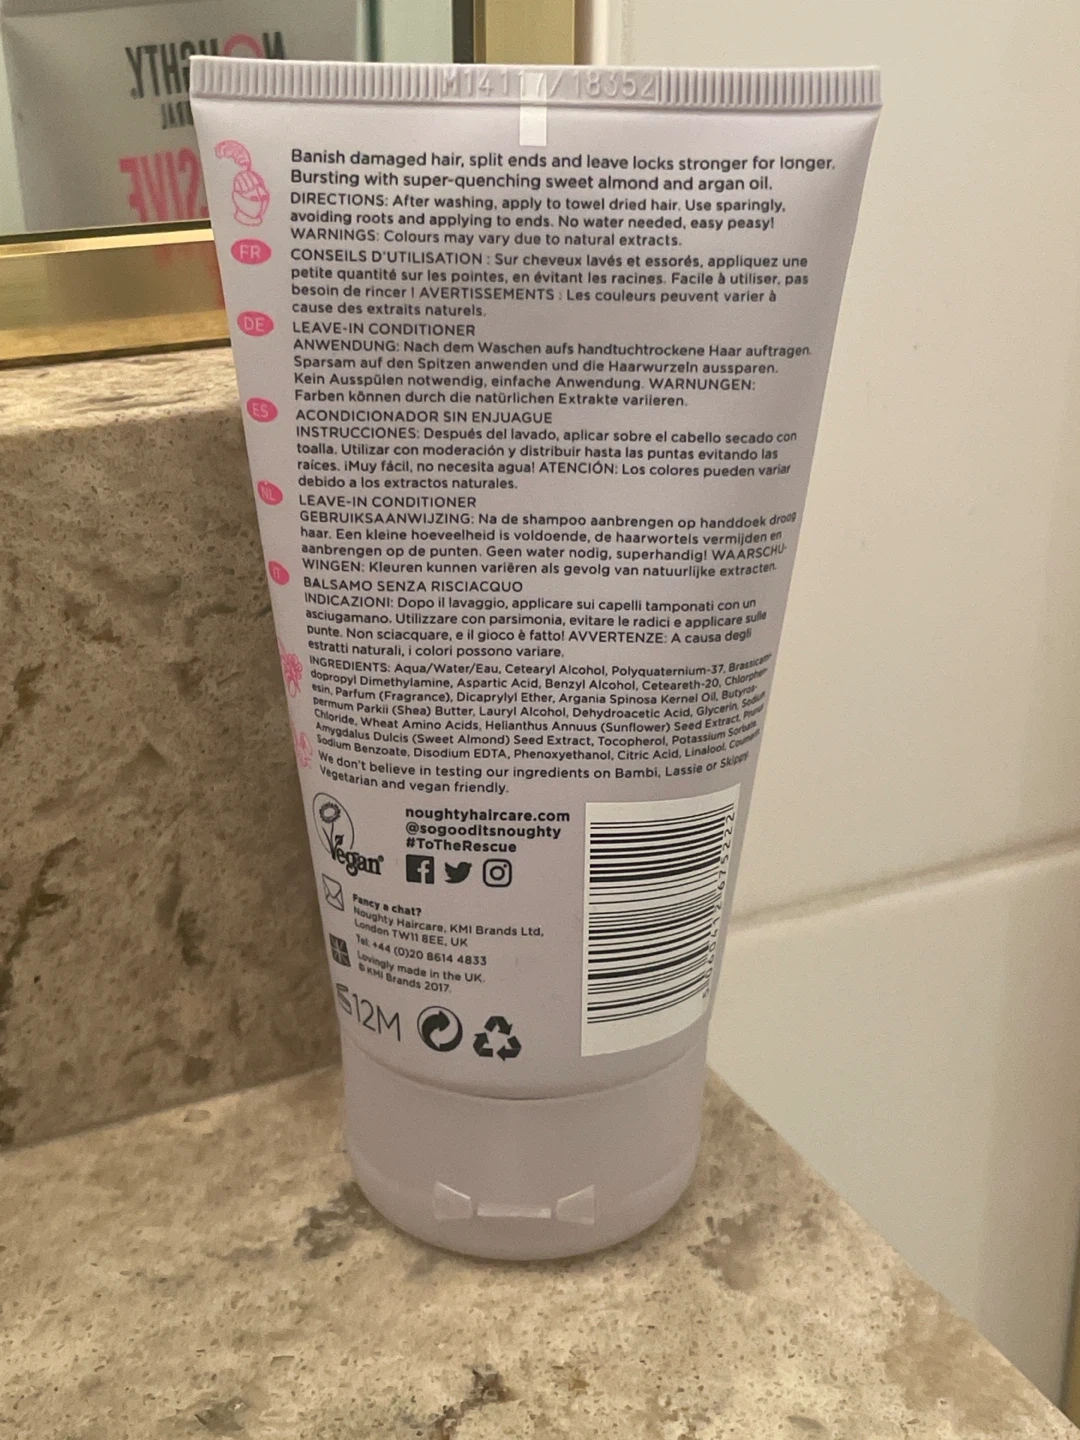 M14117/18352
Banish damaged hair, split ends and leave locks stronger for longer.
Bursting with super-quenching sweet almond and argan oil.
DIRECTIONS: After washing, apply to towel dried hair. Use sparingly,
avoiding roots and applying to ends. No water needed, easy peasy!
WARNINGS: Colours may vary due to natural extracts.
FR
CONSEILS D'UTILISATION : Sur cheveux lavés et essorés, appliquez une
petite quantité sur les pointes, en évitant les racines. Facile à utiliser, pas
besoin de rincer ! AVERTISSEMENTS : Les couleurs peuvent varier à
cause des extraits naturels.
DE
LEAVE-IN CONDITIONER
ANWENDUNG: Nach dem Waschen aufs handtuchtrockene Haar auftragen.
Sparsam auf den Spitzen anwenden und die Haarwurzeln aussparen.
Kein Ausspülen notwendig, einfache Anwendung. WARNUNGEN:
Farben können durch die natürlichen Extrakte variieren.
ES
ACONDICIONADOR SIN ENJUAGUE
INSTRUCCIONES: Después del lavado, aplicar sobre el cabello secado con
toalla. Utilizar con moderación y distribuir hasta las puntas evitando las
raíces. ¡Muy fácil, no necesita agua! ATENCIÓN: Los colores pueden variar
debido a los extractos naturales.
NL
LEAVE-IN CONDITIONER
GEBRUIKSAANWIJZING: Na de shampoo aanbrengen op handdoek droog
haar. Een kleine hoeveelheid is voldoende, de haarwortels vermijden en
aanbrengen op de punten. Geen water nodig, superhandig! WAARSCHU-
WINGEN: Kleuren kunnen variëren als gevolg van natuurlijke extracten.
IT
BALSAMO SENZA RISCIACQUO
INDICAZIONI: Dopo il lavaggio, applicare sui capelli tamponati con un
asciugamano. Utilizzare con parsimonia, evitare le radici e applicare sulle
punte. Non sciacquare, e il gioco è fatto! AVVERTENZE: A causa degli
estratti naturali, i colori possono variare.
INGREDIENTS: Aqua/Water/Eau, Cetearyl Alcohol, Polyquaternium-37, Brassicami-
dopropyl Dimethylamine, Aspartic Acid, Benzyl Alcohol, Ceteareth-20, Chlorphen-
esin, Parfum (Fragrance), Dicaprylyl Ether, Argania Spinosa Kernel Oil, Butyros-
permum Parkii (Shea) Butter, Lauryl Alcohol, Dehydroacetic Acid, Glycerin, Sodium
Chloride, Wheat Amino Acids, Helianthus Annuus (Sunflower) Seed Extract, Prunus
Amygdalus Dulcis (Sweet Almond) Seed Extract, Tocopherol, Potassium Sorbate,
Sodium Benzoate, Disodium EDTA, Phenoxyethanol, Citric Acid, Linalool, Coumarin.
We don't believe in testing our ingredients on Bambi, Lassie or Skippy.
Vegetarian and vegan friendly.
Vegan
noughtyhaircare.com
@sogooditsnoughty
#ToTheRescue
Fancy a chat?
Noughty Haircare, KMI Brands Ltd,
London TW11 8EE, UK
Tel: +44 (0)20 8614 4833
Lovingly made in the UK.
© KMI Brands 2017.
12M
5060412675222
NOUGHTY.